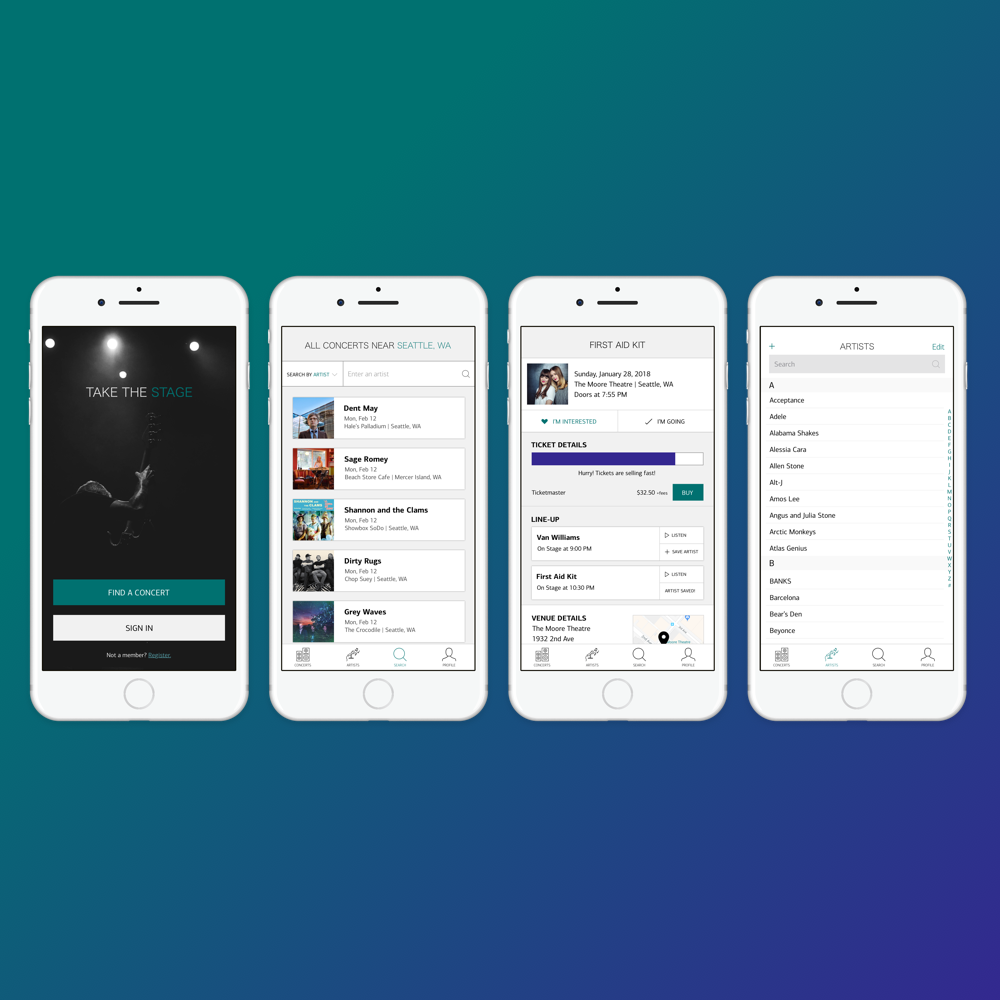 TAKE THE STAGE
FIND A CONCERT
SIGN IN
Not a member? Register.
ALL CONCERTS NEAR SEATTLE, WA
SEARCH BY ARTIST
Enter an artist
Dent May
Mon, Feb 12
Hale's Palladium | Seattle, WA
Sage Romey
Mon, Feb 12
Beach Store Cafe | Mercer Island, WA
SHANNON AND
THE CLAMS
Shannon and the Clams
Mon, Feb 12
Showbox SoDo | Seattle, WA
Dirty Rugs
Mon, Feb 12
Chop Suey | Seattle, WA
Grey Waves
Mon, Feb 12
The Crocodile | Seattle, WA
CONCERTS
ARTISTS
SEARCH
PROFILE
FIRST AID KIT
Sunday, January 28, 2018
The Moore Theatre | Seattle, WA
Doors at 7:55 PM
I'M INTERESTED
I'M GOING
TICKET DETAILS
Hurry! Tickets are selling fast!
Ticketmaster
$32.50 +fees
BUY
LINE-UP
Van Williams
On Stage at 9:00 PM
LISTEN
+ SAVE ARTIST
First Aid Kit
On Stage at 10:30 PM
LISTEN
ARTIST SAVED!
VENUE DETAILS
The Moore Theatre
1932 2nd Ave
Moore Theatre
CONCERTS
ARTISTS
SEARCH
PROFILE
+
ARTISTS
Edit
Search
A
Acceptance
Adele
Alabama Shakes
Alessia Cara
Allen Stone
Alt-J
Amos Lee
Angus and Julia Stone
Arctic Monkeys
Atlas Genius
B
BANKS
Barcelona
Bear's Den
Beyonce
A
B
C
D
E
F
G
H
I
J
K
L
M
N
O
P
Q
R
S
T
U
V
W
X
Y
Z
#
CONCERTS
ARTISTS
SEARCH
PROFILE